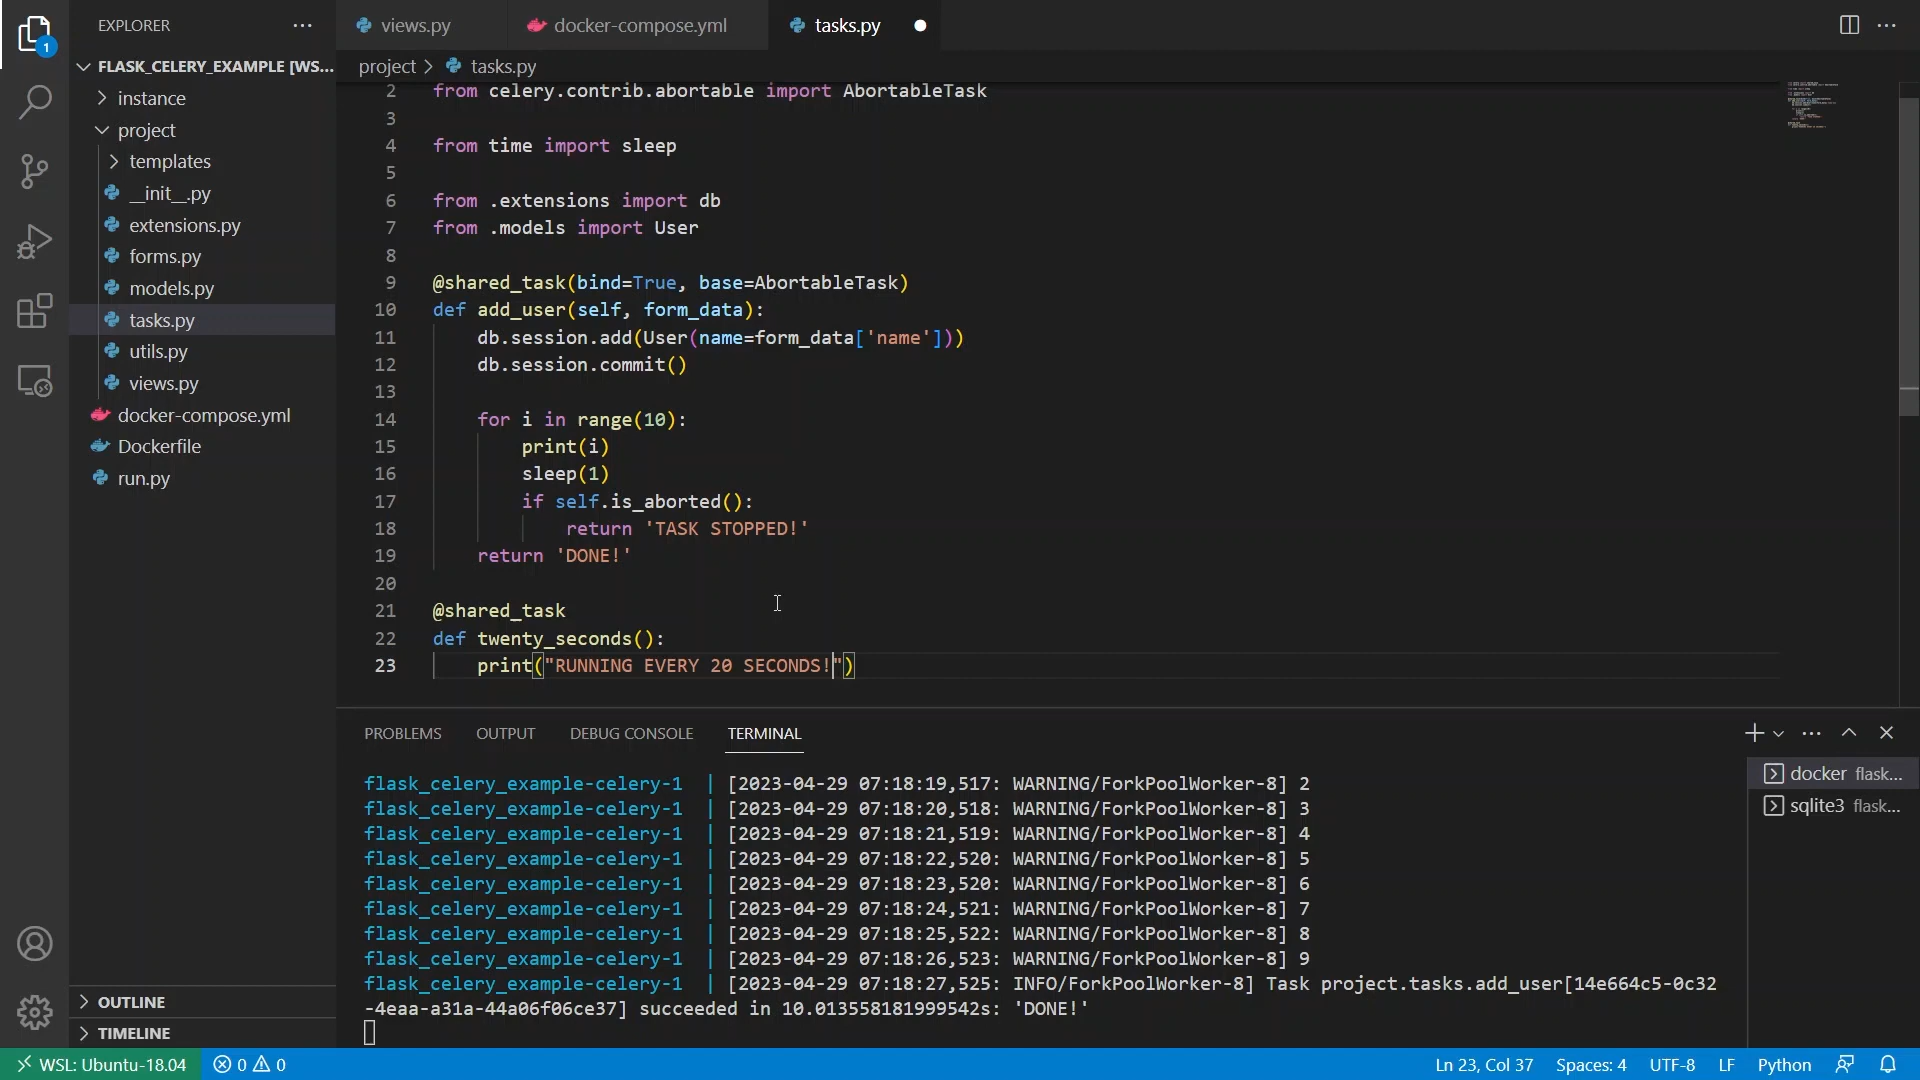 EXPLORER
1
FLASK_CELERY_EXAMPLE [WS...
instance
project
templates
__init__.py
extensions.py
forms.py
models.py
tasks.py
utils.py
views.py
docker-compose.yml
Dockerfile
run.py
OUTLINE
TIMELINE
views.py
docker-compose.yml
tasks.py
project > tasks.py
2 from celery.contrib.abortable import AbortableTask
3
4 from time import sleep
5
6 from .extensions import db
7 from .models import User
8
9 @shared_task(bind=True, base=AbortableTask)
10 def add_user(self, form_data):
11 db.session.add(User(name=form_data['name']))
12 db.session.commit()
13
14 for i in range(10):
15 print(i)
16 sleep(1)
17 if self.is_aborted():
18 return 'TASK STOPPED!'
19 return 'DONE!'
20
21 @shared_task
22 def twenty_seconds():
23 print("RUNNING EVERY 20 SECONDS!")
PROBLEMS OUTPUT DEBUG CONSOLE TERMINAL
flask_celery_example-celery-1 | [2023-04-29 07:18:19,517: WARNING/ForkPoolWorker-8] 2
flask_celery_example-celery-1 | [2023-04-29 07:18:20,518: WARNING/ForkPoolWorker-8] 3
flask_celery_example-celery-1 | [2023-04-29 07:18:21,519: WARNING/ForkPoolWorker-8] 4
flask_celery_example-celery-1 | [2023-04-29 07:18:22,520: WARNING/ForkPoolWorker-8] 5
flask_celery_example-celery-1 | [2023-04-29 07:18:23,520: WARNING/ForkPoolWorker-8] 6
flask_celery_example-celery-1 | [2023-04-29 07:18:24,521: WARNING/ForkPoolWorker-8] 7
flask_celery_example-celery-1 | [2023-04-29 07:18:25,522: WARNING/ForkPoolWorker-8] 8
flask_celery_example-celery-1 | [2023-04-29 07:18:26,523: WARNING/ForkPoolWorker-8] 9
flask_celery_example-celery-1 | [2023-04-29 07:18:27,525: INFO/ForkPoolWorker-8] Task project.tasks.add_user[14e664c5-0c32
-4eaa-a31a-44a06f06ce37] succeeded in 10.013558181999542s: 'DONE!'
docker flask...
sqlite3 flask...
WSL: Ubuntu-18.04 0 0 Ln 23, Col 37 Spaces: 4 UTF-8 LF Python